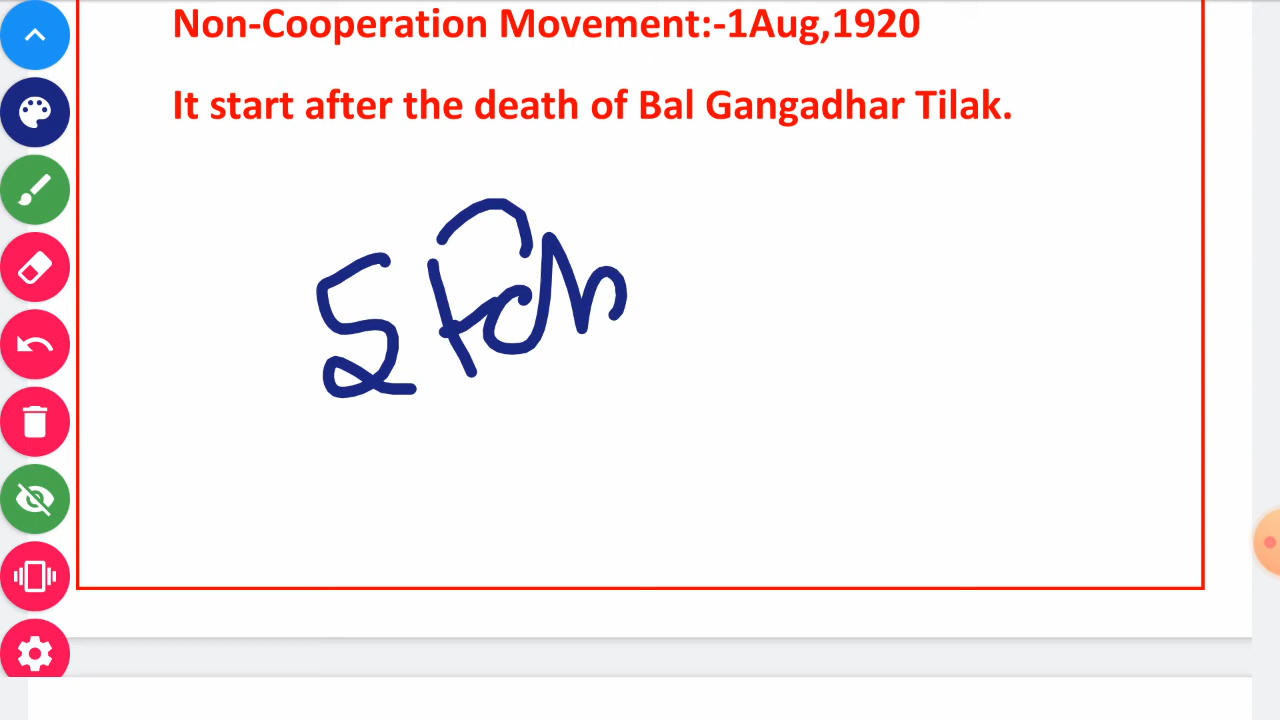 Non-Cooperation Movement:-1Aug,1920
It start after the death of Bal Gangadhar Tilak.
5 Feb